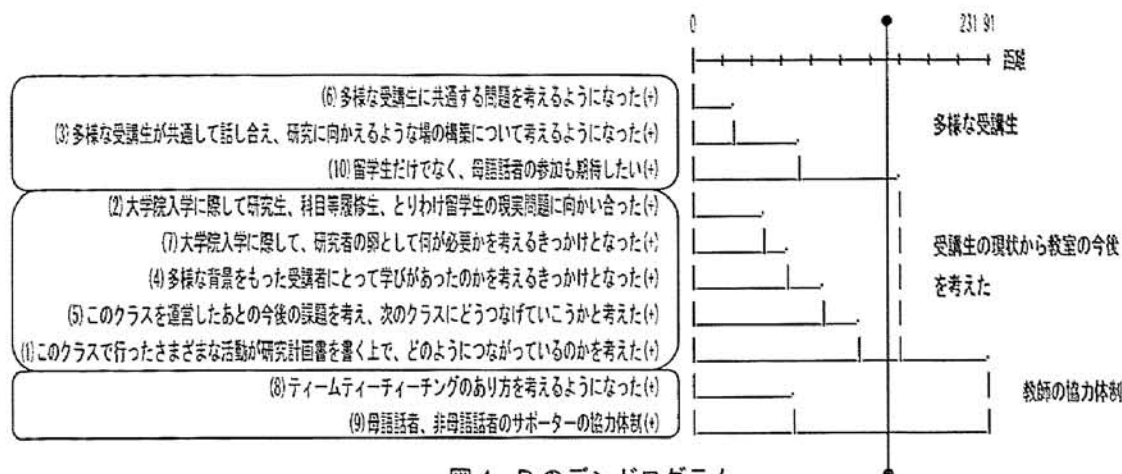 0 231.91
距離
(6)多様な受講生に共通する問題を考えるようになった(+)
(3)多様な受講生が共通して話し合え、研究に向かえるような場の構築について考えるようになった(+)
(10)留学生だけでなく、母語話者の参加も期待したい(+)
多様な受講生
(2)大学院入学に際して研究生、科目等履修生、とりわけ留学生の現実問題に向かい合った(+)
(7)大学院入学に際して、研究者の卵として何が必要かを考えるきっかけとなった(+)
(4)多様な背景をもった受講者にとって学びがあったのかを考えるきっかけとなった(+)
(5)このクラスを運営したあとの今後の課題を考え、次のクラスにどうつなげていこうかと考えた(+)
(1)このクラスで行ったさまざまな活動が研究計画書を書く上で、どのようにつながっているのかを考えた(+)
受講生の現状から教室の今後
を考えた
(8)ティームティーチィーチングのあり方を考えるようになった(+)
(9)母語話者、非母語話者のサポーターの協力体制(+)
教師の協力体制